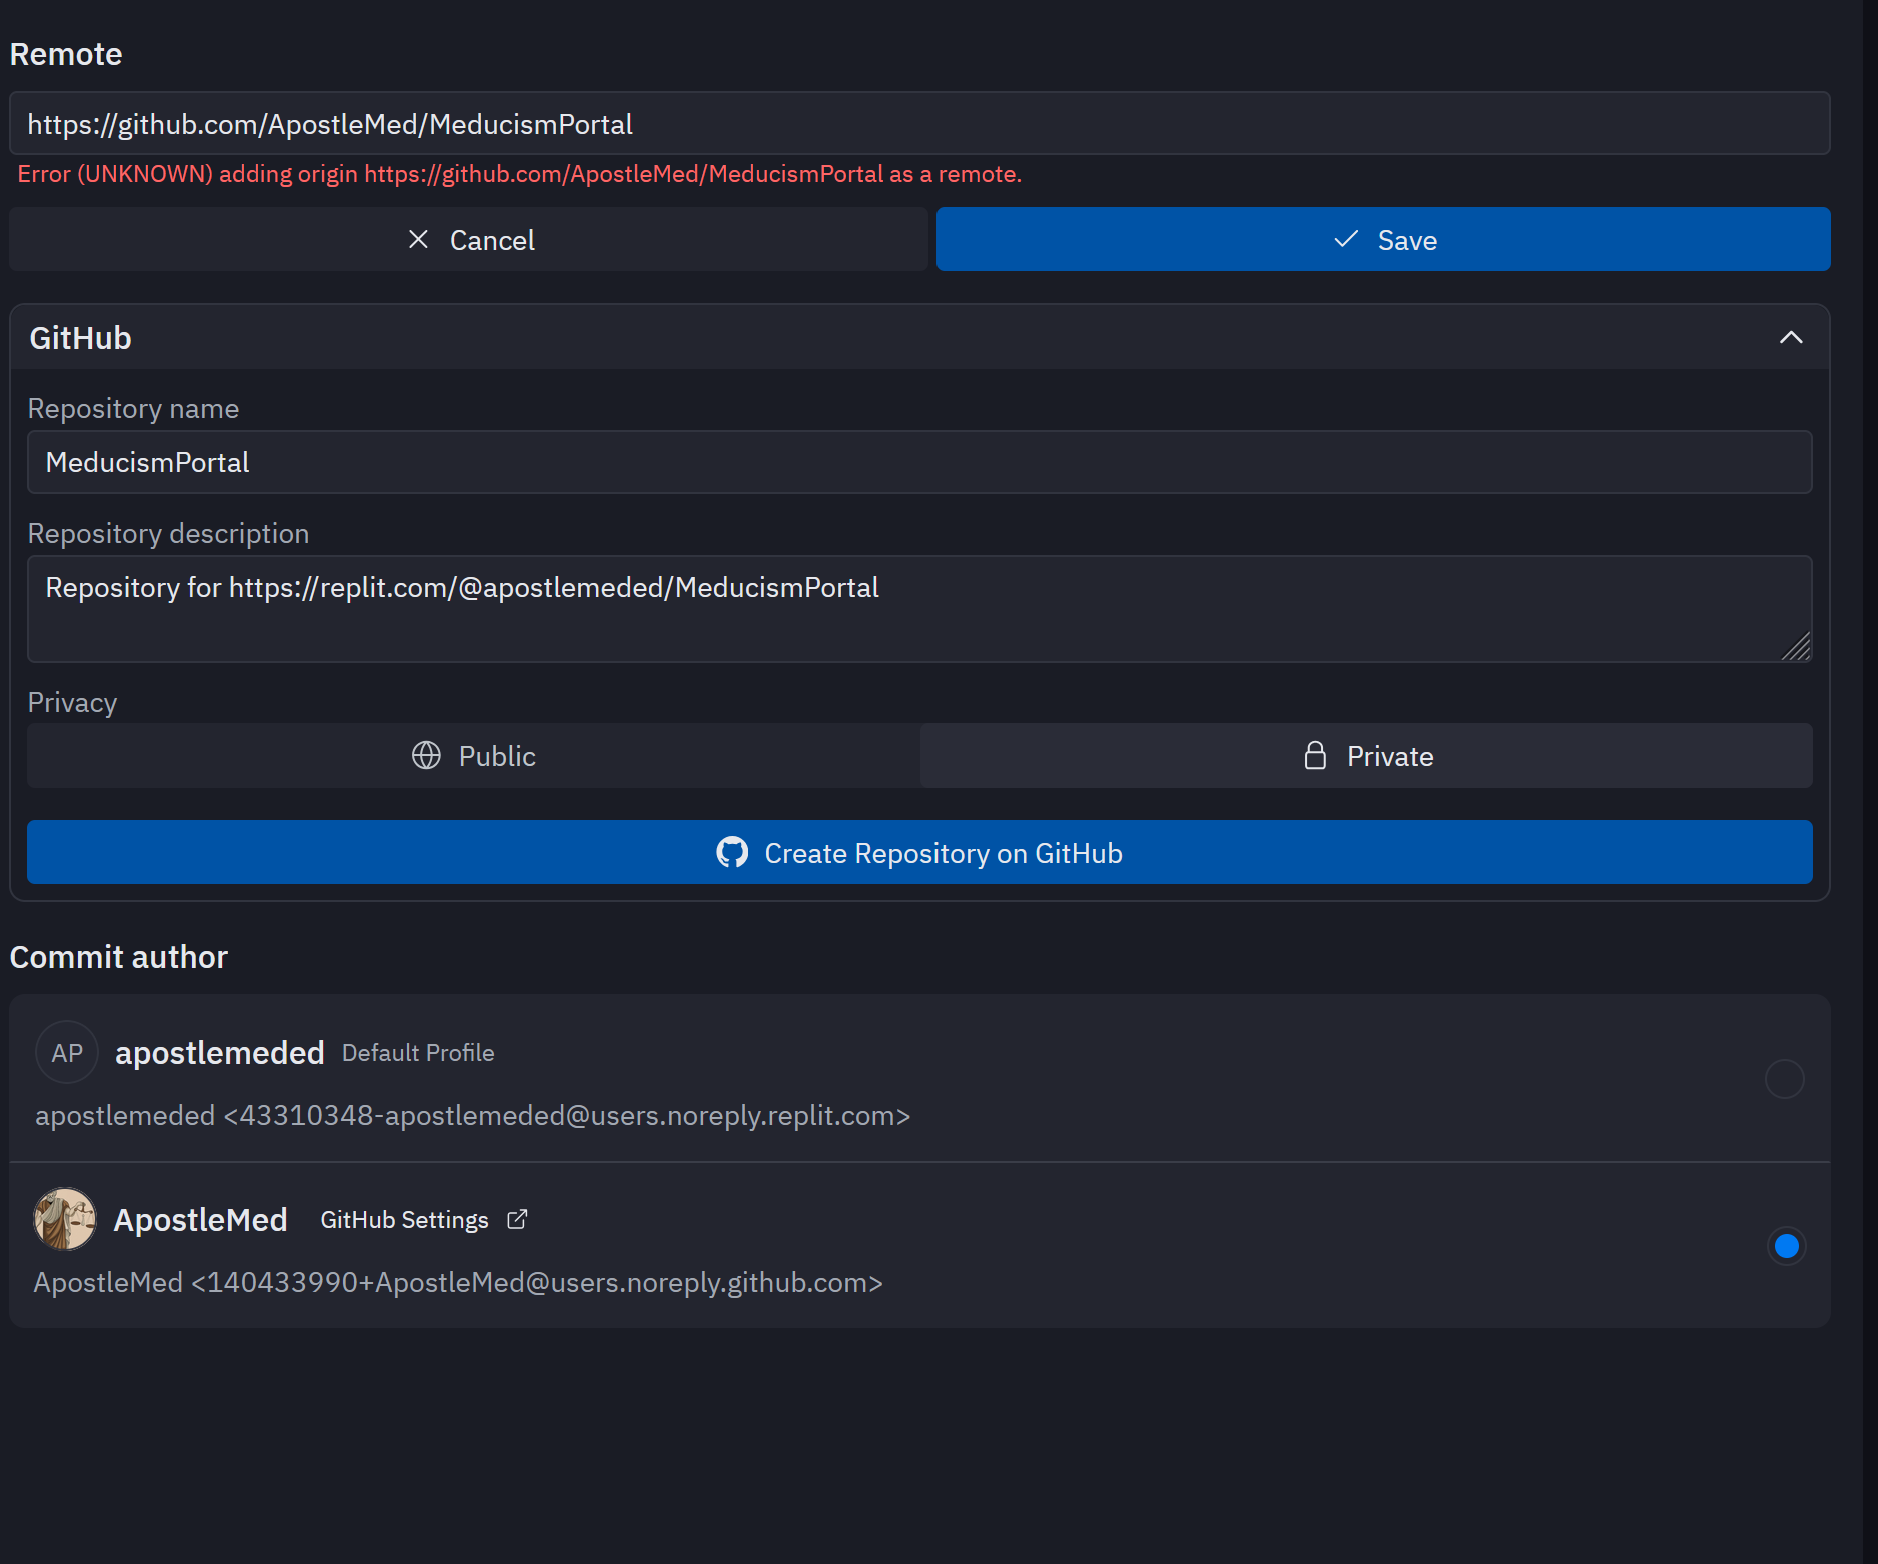 Remote
https://github.com/ApostleMed/MeducismPortal
Error (UNKNOWN) adding origin https://github.com/ApostleMed/MeducismPortal as a remote.
Cancel
Save
GitHub
Repository name
MeducismPortal
Repository description
Repository for https://replit.com/@apostlemeded/MeducismPortal
Privacy
Public
Private
Create Repository on GitHub
Commit author
AP apostlemeded Default Profile
apostlemeded <43310348-apostlemeded@users.noreply.replit.com>
ApostleMed GitHub Settings
ApostleMed <140433990+ApostleMed@users.noreply.github.com>